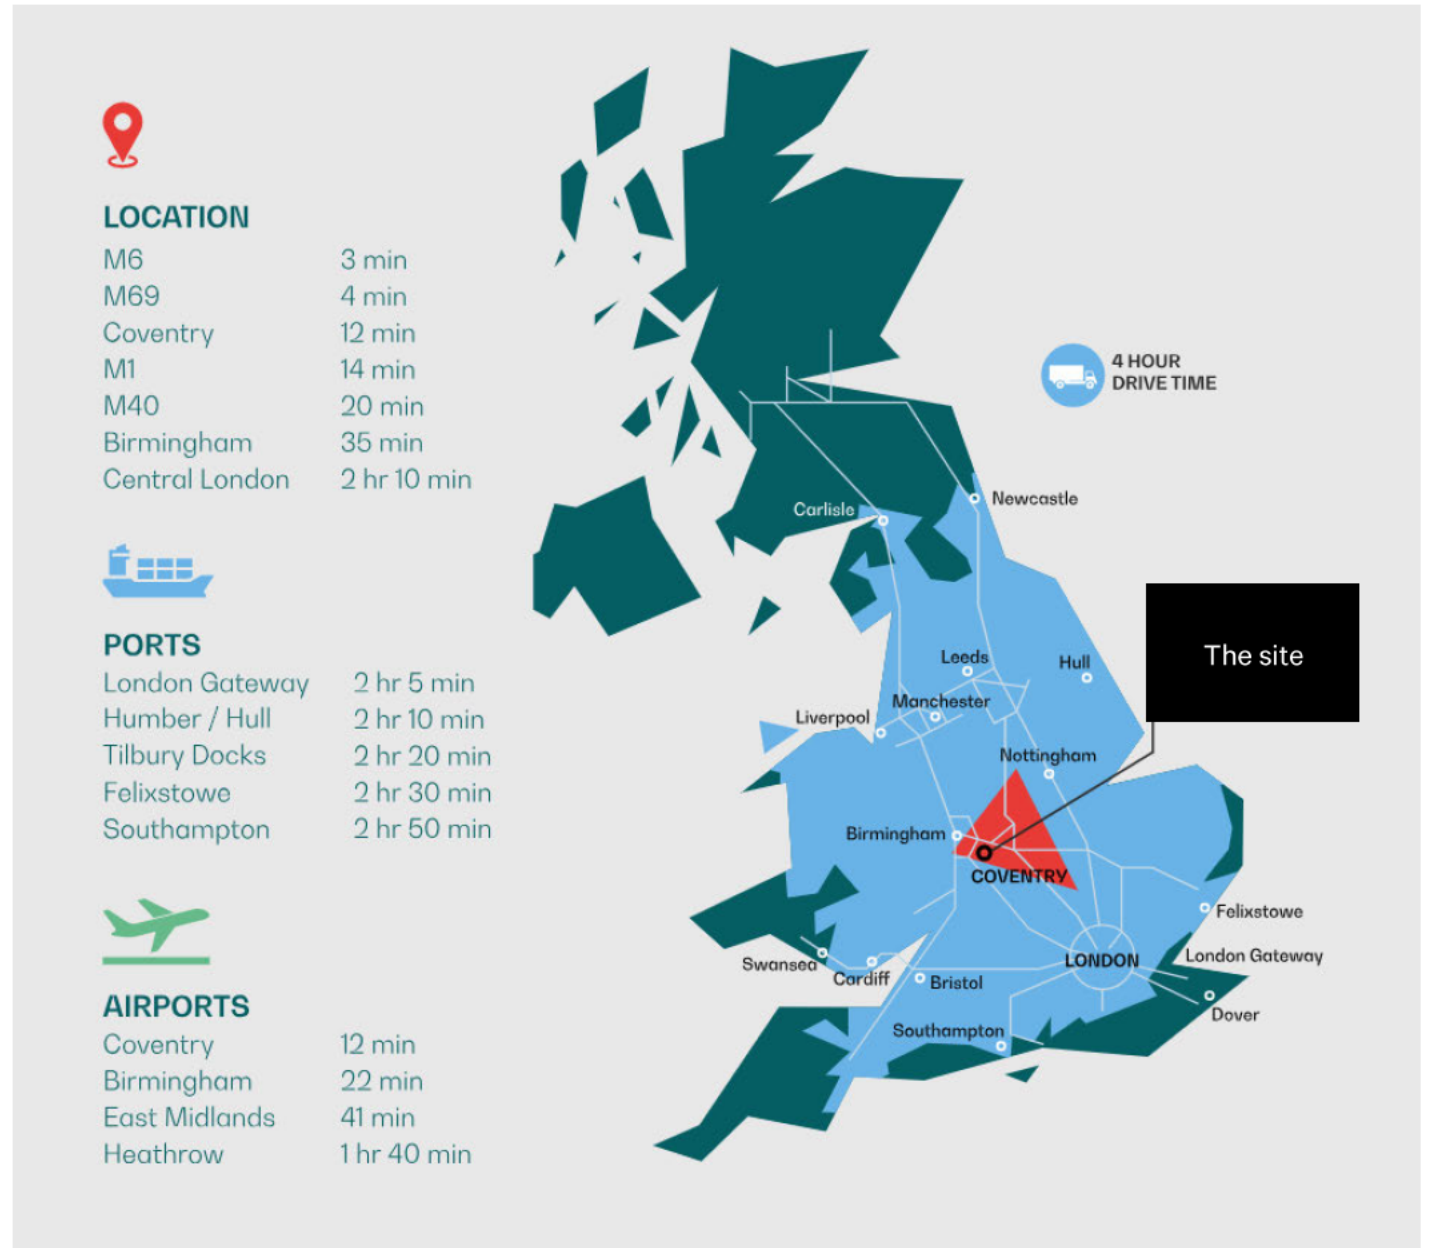 LOCATION
M6 3 min
M69 4 min
Coventry 12 min
M1 14 min
M40 20 min
Birmingham 35 min
Central London 2 hr 10 min
PORTS
London Gateway 2 hr 5 min
Humber / Hull 2 hr 10 min
Tilbury Docks 2 hr 20 min
Felixstowe 2 hr 30 min
Southampton 2 hr 50 min
AIRPORTS
Coventry 12 min
Birmingham 22 min
East Midlands 41 min
Heathrow 1 hr 40 min
4 HOUR
DRIVE TIME
Carlisle
Newcastle
The site
Leeds
Hull
Manchester
Liverpool
Nottingham
Birmingham
COVENTRY
Felixstowe
London Gateway
LONDON
Swansea
Cardiff
Bristol
Dover
Southampton